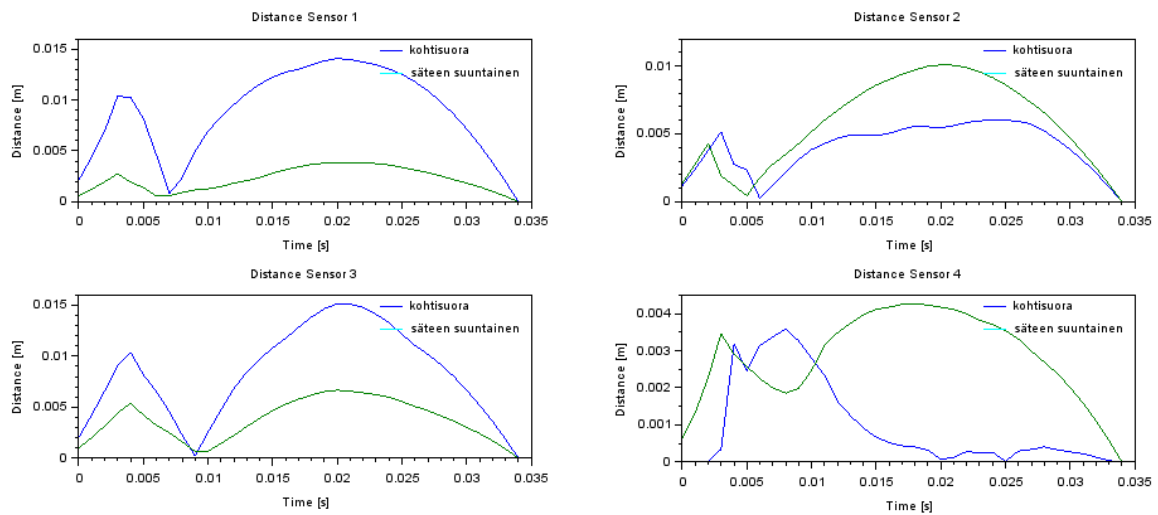 Distance Sensor 1
Distance [m]
0.015
0.01
0.005
0
kohtisuora
säteen suuntainen
0 0.005 0.01 0.015 0.02 0.025 0.03 0.035
Time [s]
Distance Sensor 2
Distance [m]
0.01
0.005
0
kohtisuora
säteen suuntainen
0 0.005 0.01 0.015 0.02 0.025 0.03 0.035
Time [s]
Distance Sensor 3
Distance [m]
0.015
0.01
0.005
0
kohtisuora
säteen suuntainen
0 0.005 0.01 0.015 0.02 0.025 0.03 0.035
Time [s]
Distance Sensor 4
Distance [m]
0.004
0.003
0.002
0.001
0
kohtisuora
säteen suuntainen
0 0.005 0.01 0.015 0.02 0.025 0.03 0.035
Time [s]